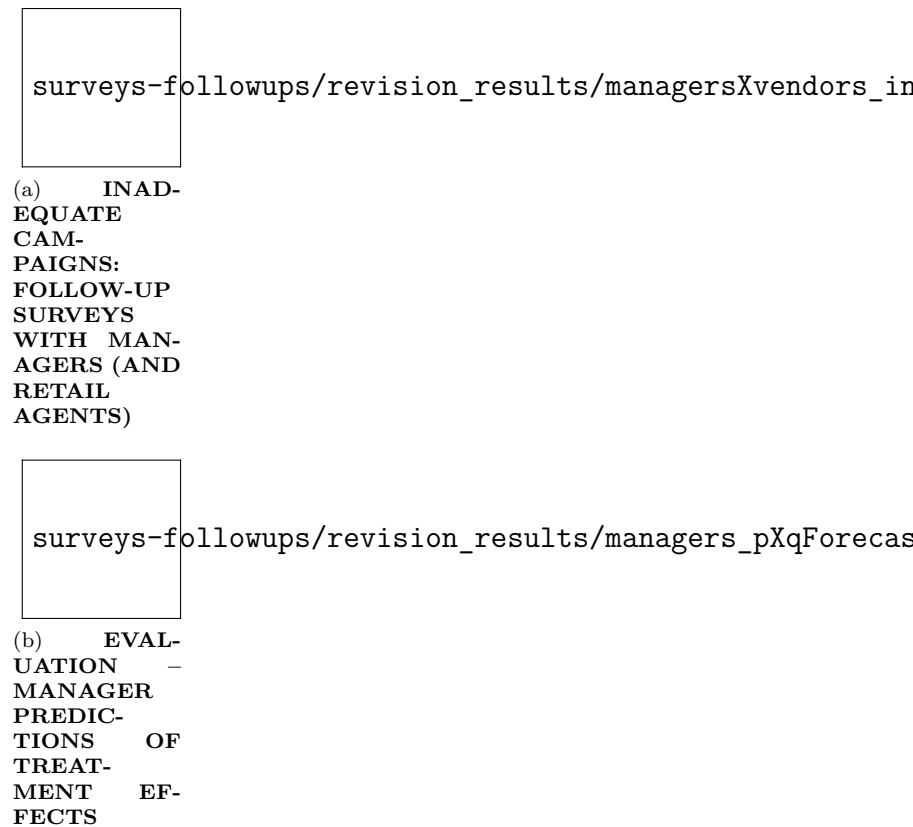 surveys-followups/revision_results/managersXvendors_in
(a) INAD-
EQUATE
CAM-
PAIGNS:
FOLLOW-UP
SURVEYS
WITH MAN-
AGERS (AND
RETAIL
AGENTS)
surveys-followups/revision_results/managers_pXqForecas
(b) EVAL-
UATION –
MANAGER
PREDIC-
TIONS OF
TREAT-
MENT EF-
FECTS